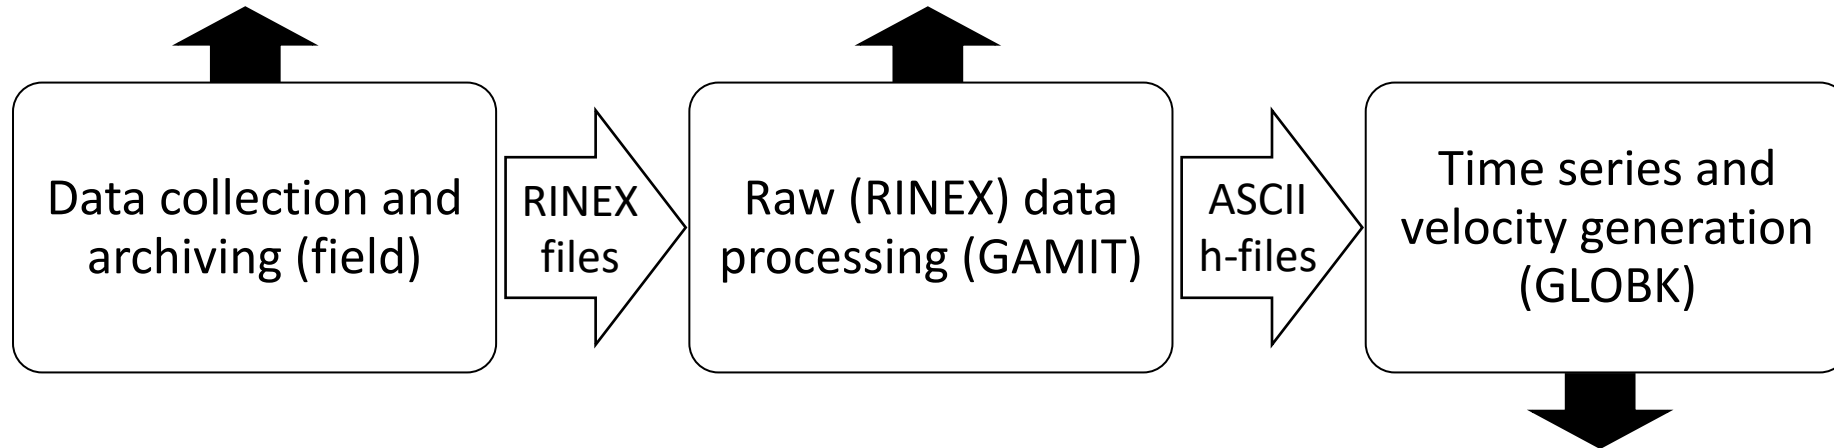 Data collection and
archiving (field)
RINEX
files
Raw (RINEX) data
processing (GAMIT)
ASCII
h-files
Time series and
velocity generation
(GLOBK)